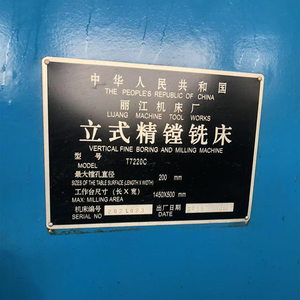 中华人民共和国
THE PEOPLE'S REPUBLIC OF CHINA
丽江机床厂
LIJANG MACHINE TOOL WORKS
立式精镗铣床
VERTICAL FINE BORING AND MILLING MACHINE
型号 T7220C
MODEL
最大镗孔直径 200 mm
SIZES OF THE TABLE SURFACE (LENGTH X WIDTH)
工作台尺寸(长X宽) 1450X500 mm
MAX: MILLING AREA
机床编号 出厂日期
SERIAL NO DATE